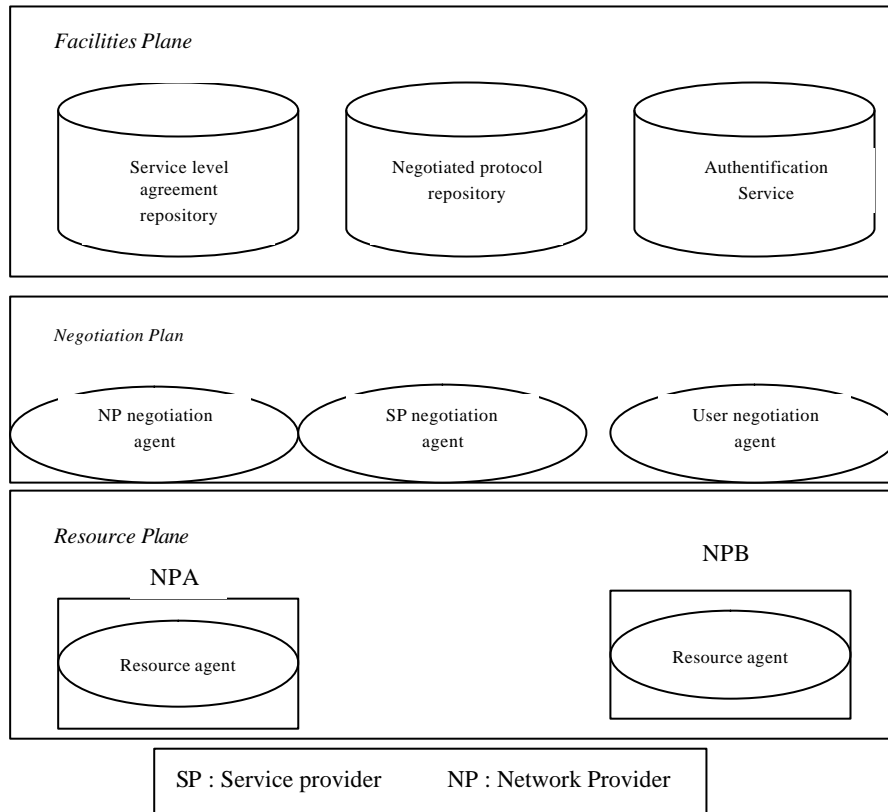 Facilities Plane
Service level
agreement
repository
Negotiated protocol
repository
Authentification
Service
Negotiation Plan
NP negotiation
agent
SP negotiation
agent
User negotiation
agent
Resource Plane
NPA
NPB
Resource agent
Resource agent
SP : Service provider NP : Network Provider